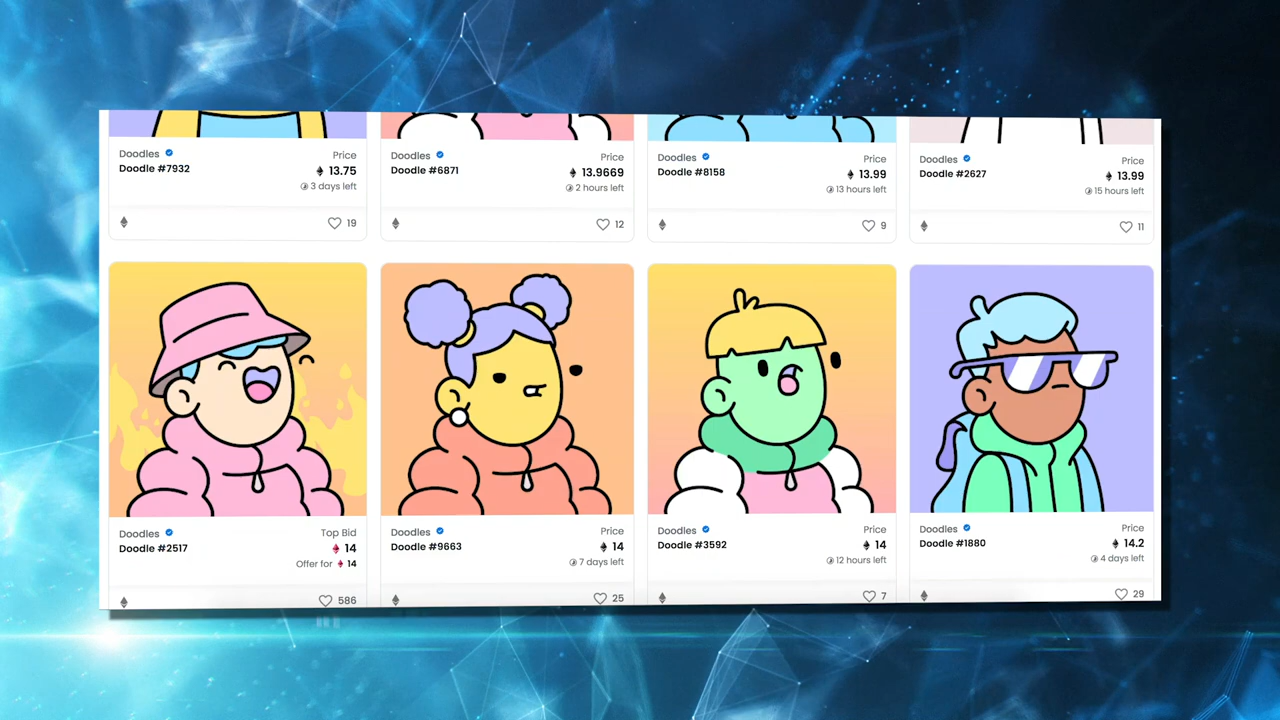 Doodles
Doodle #7932
Price
13.75
3 days left
19
Doodles
Doodle #6871
Price
13.9669
2 hours left
12
Doodles
Doodle #8158
Price
13.99
13 hours left
9
Doodles
Doodle #2627
Price
13.99
15 hours left
11
Doodles
Doodle #2517
Top Bid
14
Offer for 14
586
Doodles
Doodle #9663
Price
14
7 days left
25
Doodles
Doodle #3592
Price
14
12 hours left
7
Doodles
Doodle #1880
Price
14.2
4 days left
29